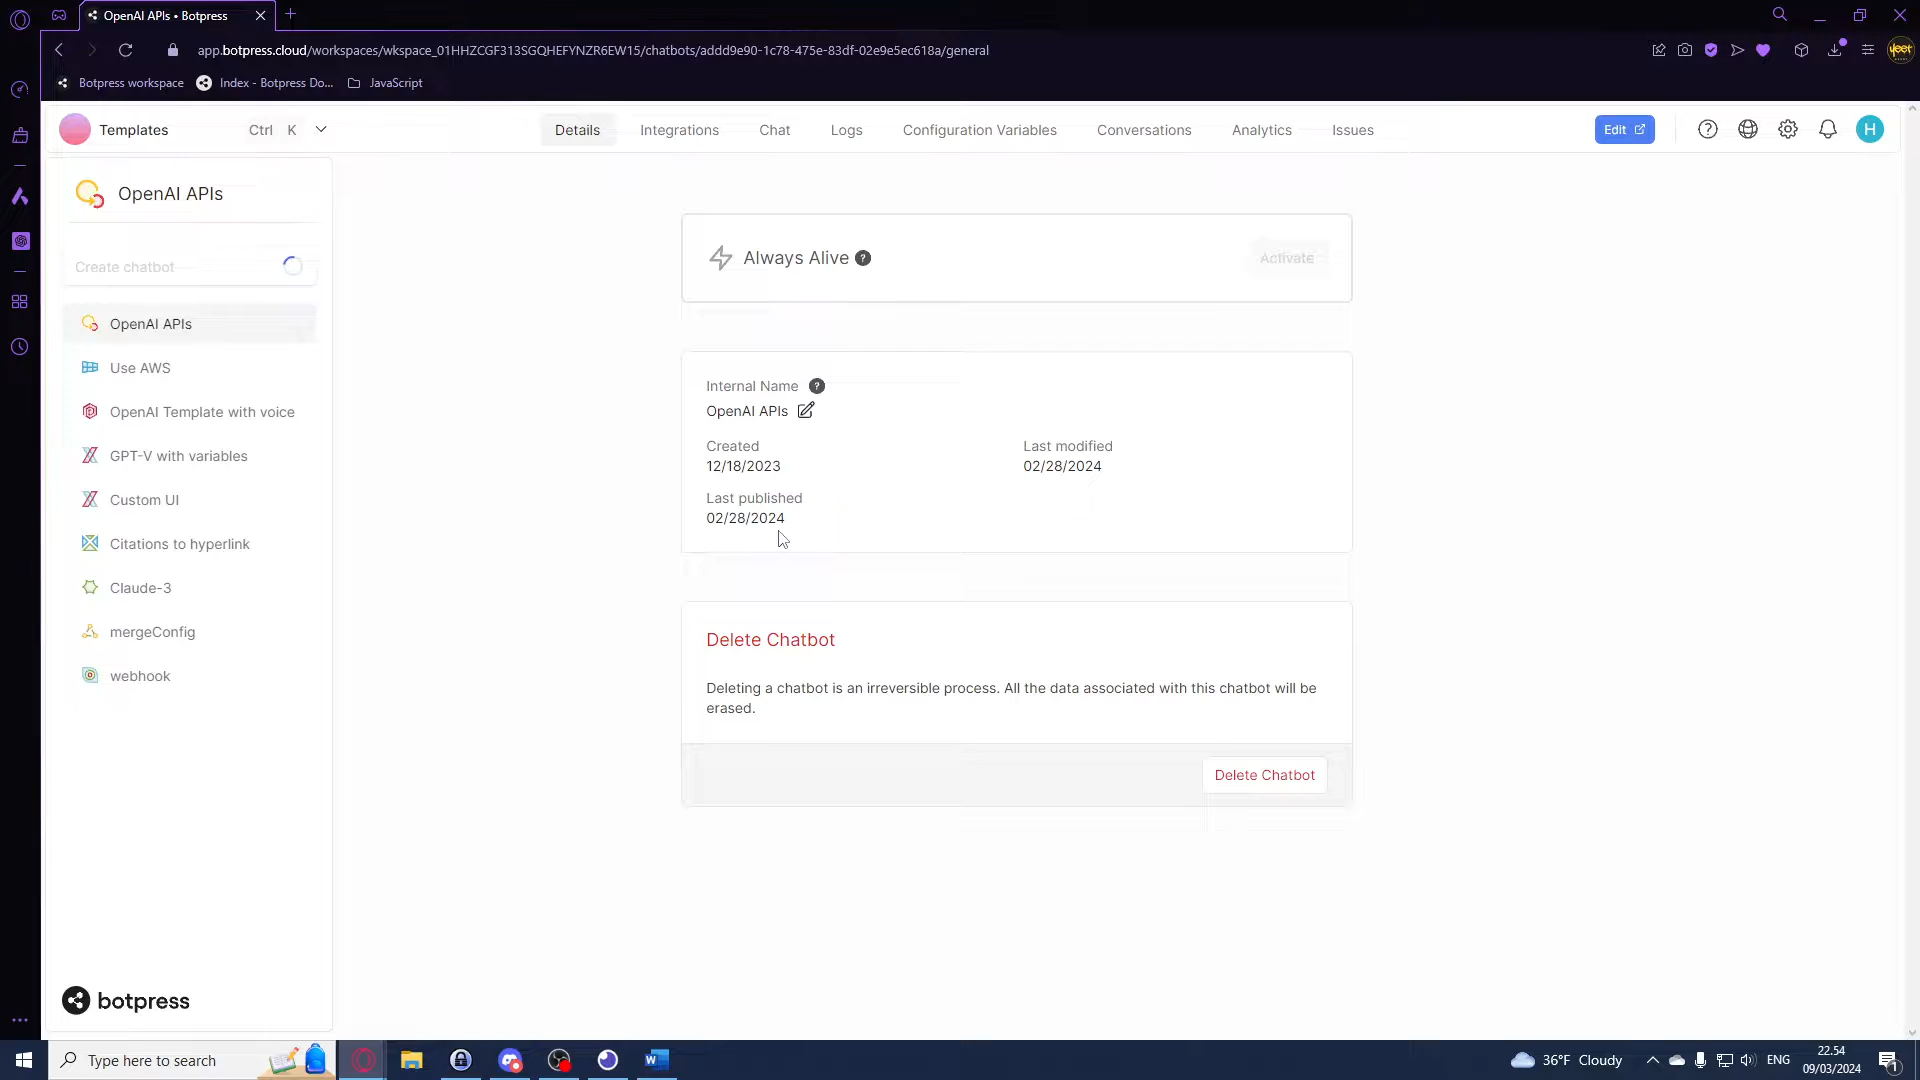 OpenAI APIs • Botpress
app.botpress.cloud/workspaces/wkspace_01HHZCGF313SGQHEFYNZR6EW15/chatbots/addd9e90-1c78-475e-83df-02e9e5ec618a/general
yeet
Botpress workspace
Index - Botpress Do...
JavaScript
Templates
Ctrl K
Details
Integrations
Chat
Logs
Configuration Variables
Conversations
Analytics
Issues
Edit
H
OpenAI APIs
Create chatbot
OpenAI APIs
Use AWS
OpenAI Template with voice
GPT-V with variables
Custom UI
Citations to hyperlink
Claude-3
mergeConfig
webhook
botpress
Always Alive ?
Activate
Internal Name ?
OpenAI APIs
Created
12/18/2023
Last modified
02/28/2024
Last published
02/28/2024
Delete Chatbot
Deleting a chatbot is an irreversible process. All the data associated with this chatbot will be
erased.
Delete Chatbot
Type here to search
36°F Cloudy
ENG
22.54
09/03/2024
1